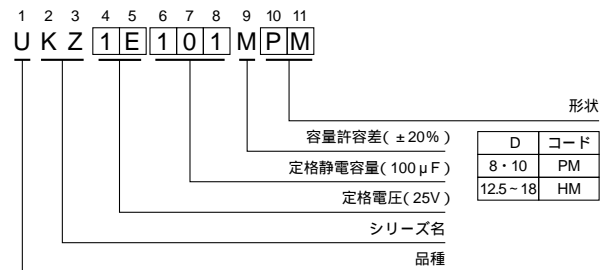 1 2 3 4 5 6 7 8 9 10 11
U K Z 1 E 1 0 1 M P M
形状
容量許容差(±20%)
定格静電容量(100μF)
定格電圧(25V)
シリーズ名
品種
D コード
8・10 PM
12.5~18 HM